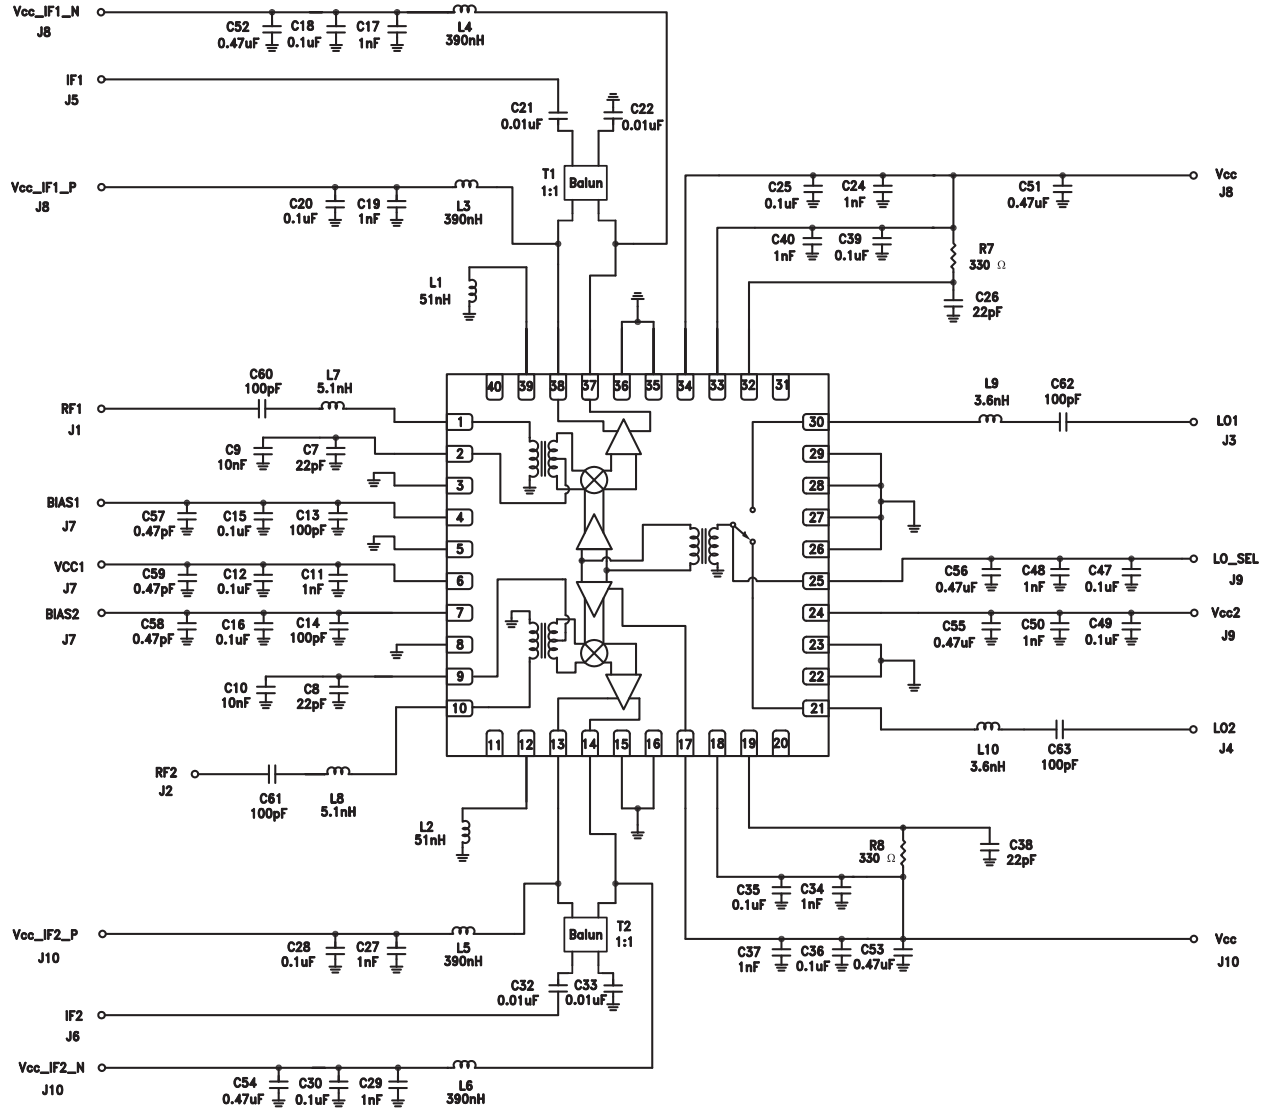 Vcc_IF1_N
J8
C52
0.47uF
C18
0.1uF
C17
1nF
L4
390nH
IF1
J5
C21
0.01uF
C22
0.01uF
T1
1:1
Balun
Vcc_IF1_P
J8
C20
0.1uF
C19
1nF
L3
390nH
L1
51nH
Vcc
J8
C25
0.1uF
C24
1nF
C51
0.47uF
C40
1nF
C39
0.1uF
R7
330 Ω
C26
22pF
40
39
38
37
36
35
34
33
32
31
RF1
J1
C60
100pF
L7
5.1nH
C9
10nF
C7
22pF
BIAS1
J7
C57
0.47pF
C15
0.1uF
C13
100pF
VCC1
J7
C59
0.47pF
C12
0.1uF
C11
1nF
BIAS2
J7
C58
0.47pF
C16
0.1uF
C14
100pF
C10
10nF
C8
22pF
RF2
J2
C61
100pF
L8
5.1nH
1
2
3
4
5
6
7
8
9
10
30
29
28
27
26
25
24
23
22
21
L9
3.6nH
C62
100pF
LO1
J3
LO_SEL
J9
C56
0.47uF
C48
1nF
C47
0.1uF
Vcc2
J9
C55
0.47uF
C50
1nF
C49
0.1uF
LO2
J4
L10
3.6nH
C63
100pF
11
12
13
14
15
16
17
18
19
20
L2
51nH
R8
330 Ω
C38
22pF
C35
0.1uF
C34
1nF
C37
1nF
C36
0.1uF
C53
0.47uF
Vcc
J10
Vcc_IF2_P
J10
C28
0.1uF
C27
1nF
L5
390nH
Balun
T2
1:1
C32
0.01uF
C33
0.01uF
IF2
J6
Vcc_IF2_N
J10
C54
0.47uF
C30
0.1uF
C29
1nF
L6
390nH